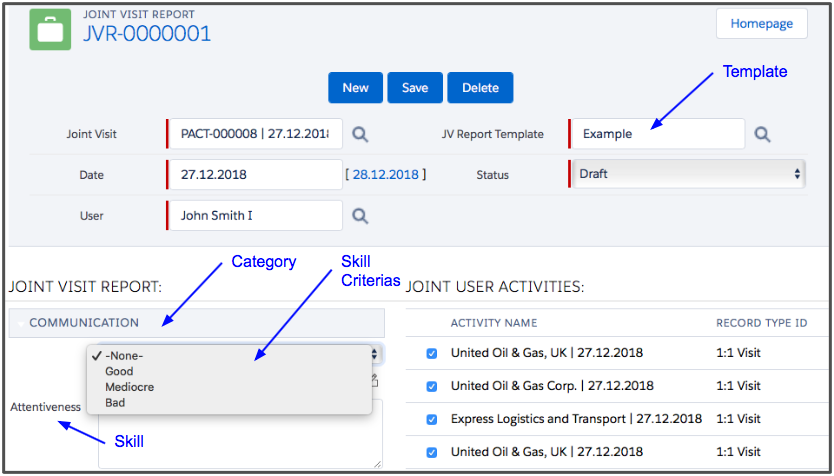 JOINT VISIT REPORT
JVR-0000001
Homepage
Template
New Save Delete
Joint Visit PACT-000008 | 27.12.2018 JV Report Template Example
Date 27.12.2018 [ 28.12.2018 ] Status Draft
User John Smith I
Category
Skill
Criterias
JOINT VISIT REPORT:
COMMUNICATION
-None-
Good
Mediocre
Bad
Attentiveness
Skill
JOINT USER ACTIVITIES:
ACTIVITY NAME RECORD TYPE ID
United Oil & Gas, UK | 27.12.2018 1:1 Visit
United Oil & Gas Corp. | 27.12.2018 1:1 Visit
Express Logistics and Transport | 27.12.2018 1:1 Visit
United Oil & Gas, UK | 27.12.2018 1:1 Visit